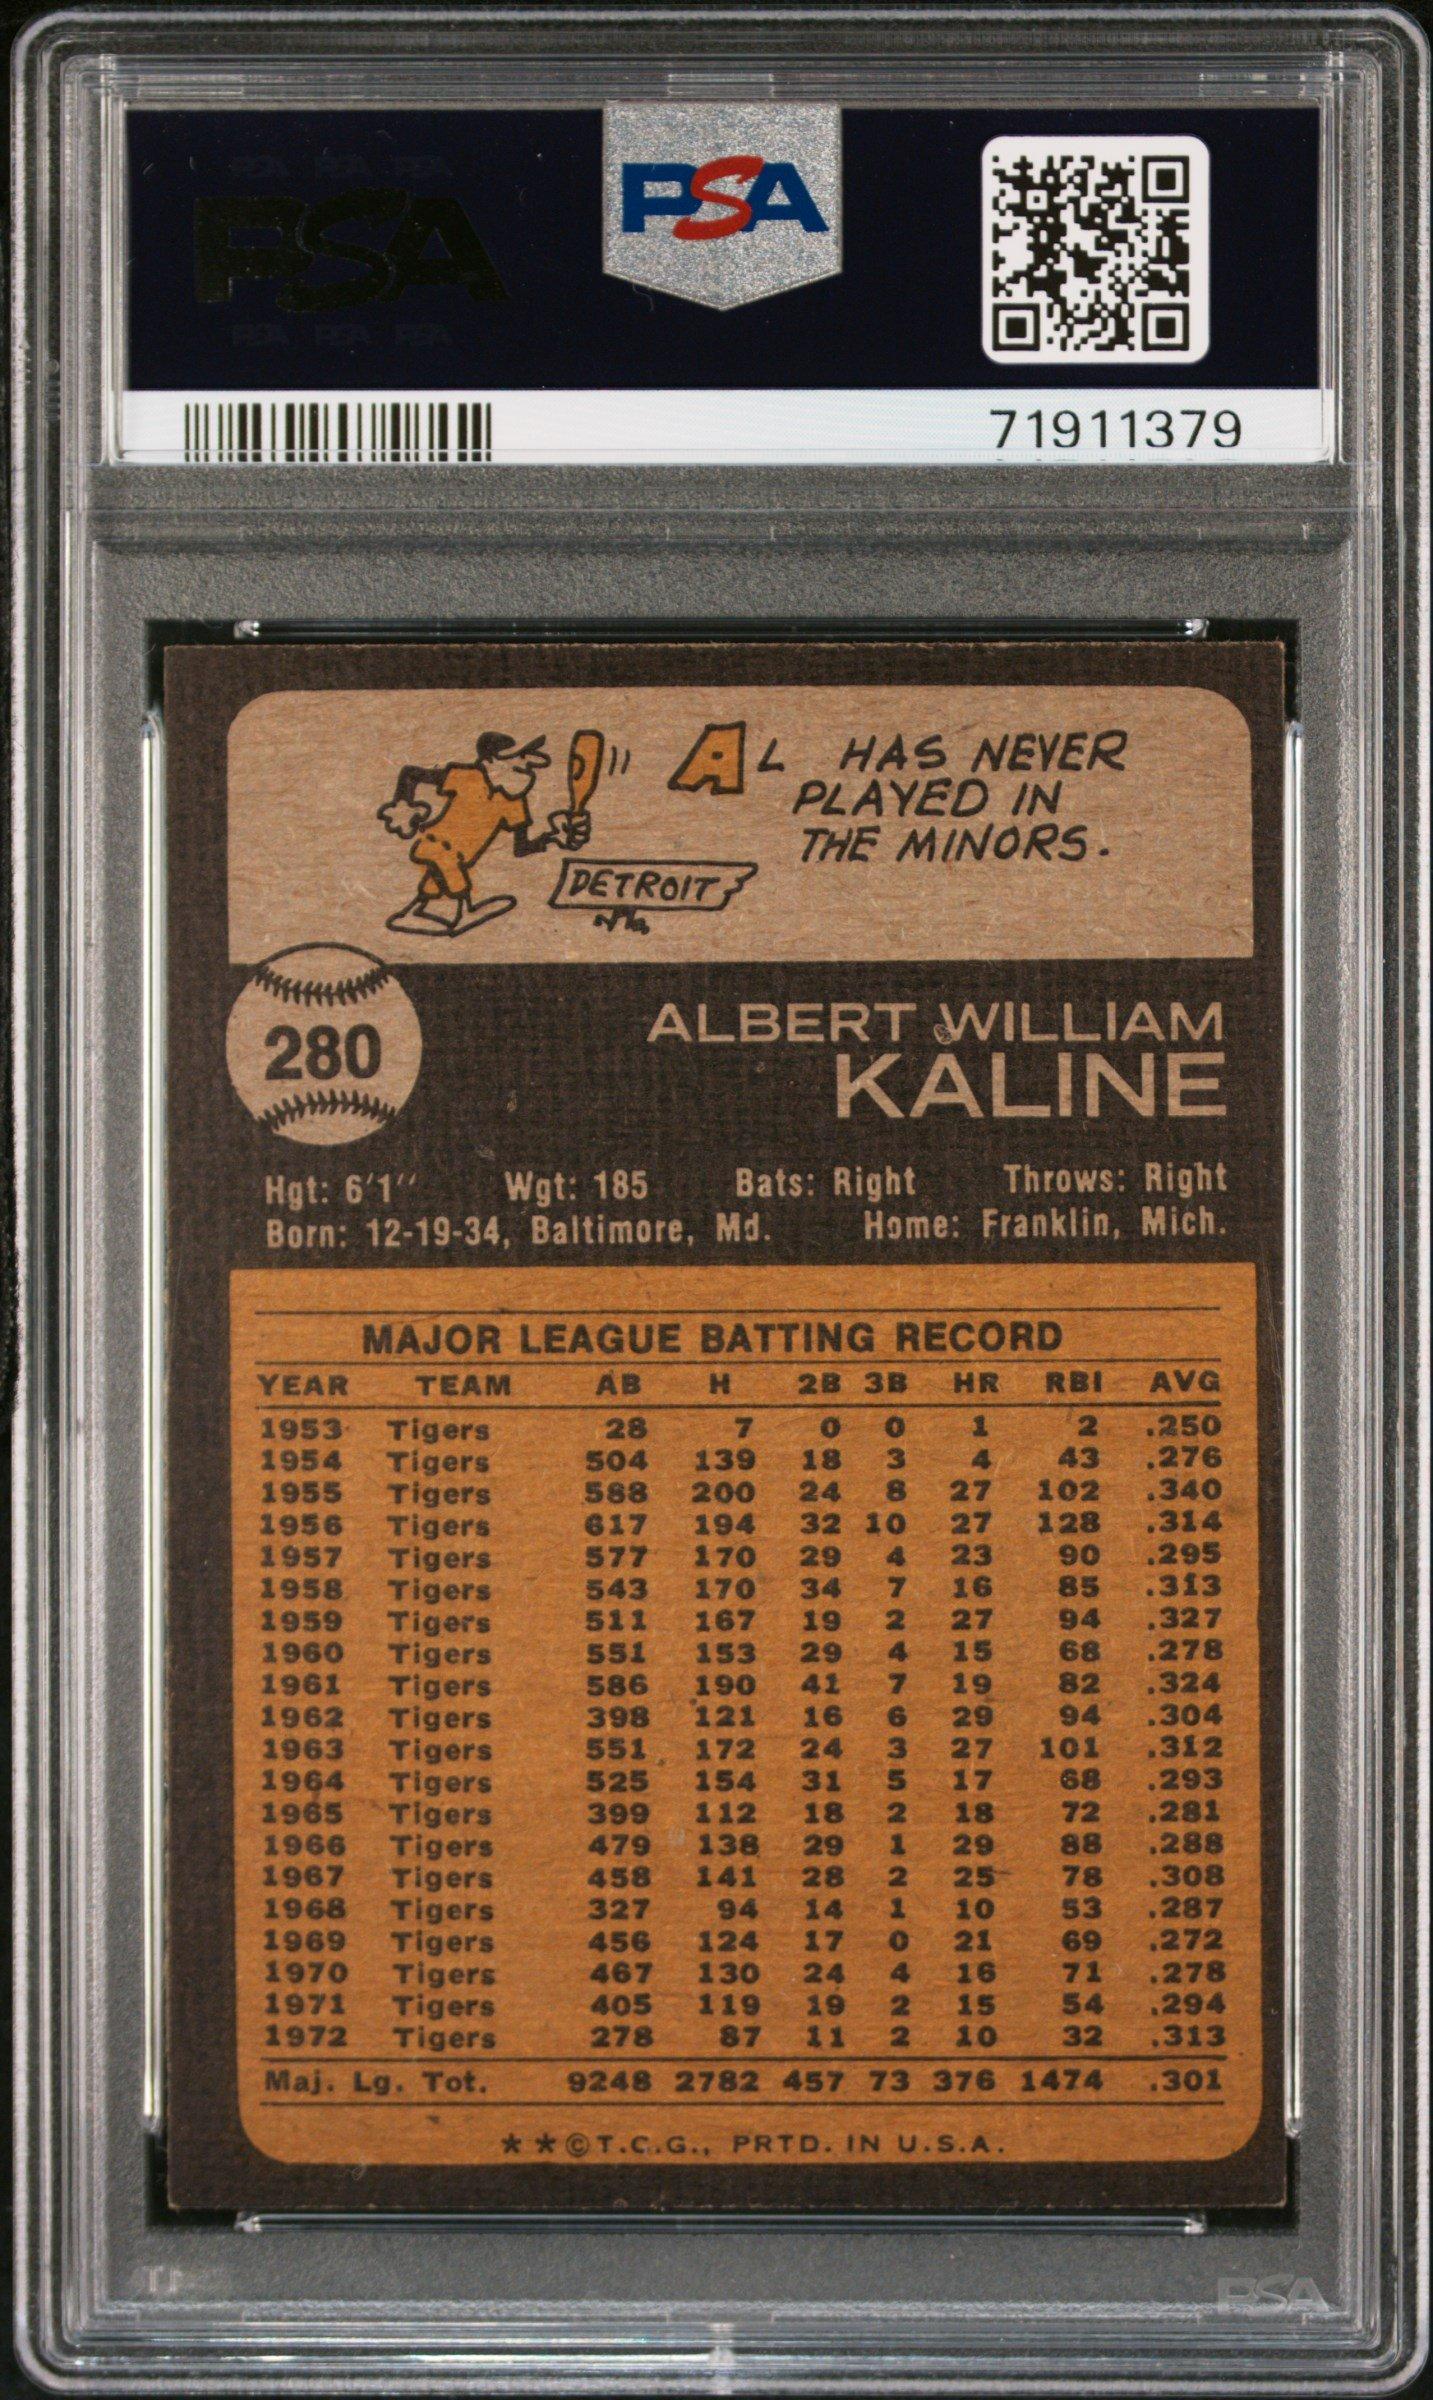 PSA PSA PSA
PSA
PSA
PSA PSA PSA
71911379
AL HAS NEVER
PLAYED IN
THE MINORS.
DETROIT
280
ALBERT WILLIAM
KALINE
Hgt: 6'1" Wgt: 185 Bats: Right Throws: Right
Born: 12-19-34, Baltimore, Md. Home: Franklin, Mich.
MAJOR LEAGUE BATTING RECORD
YEAR TEAM AB H 2B 3B HR RBI AVG
1953 Tigers 28 7 0 0 1 2 .250
1954 Tigers 504 139 18 3 4 43 .276
1955 Tigers 588 200 24 8 27 102 .340
1956 Tigers 617 194 32 10 27 128 .314
1957 Tigers 577 170 29 4 23 90 .295
1958 Tigers 543 170 34 7 16 85 .313
1959 Tigers 511 167 19 2 27 94 .327
1960 Tigers 551 153 29 4 15 68 .278
1961 Tigers 586 190 41 7 19 82 .324
1962 Tigers 398 121 16 6 29 94 .304
1963 Tigers 551 172 24 3 27 101 .312
1964 Tigers 525 154 31 5 17 68 .293
1965 Tigers 399 112 18 2 18 72 .281
1966 Tigers 479 138 29 1 29 88 .288
1967 Tigers 458 141 28 2 25 78 .308
1968 Tigers 327 94 14 1 10 53 .287
1969 Tigers 456 124 17 0 21 69 .272
1970 Tigers 467 130 24 4 16 71 .278
1971 Tigers 405 119 19 2 15 54 .294
1972 Tigers 278 87 11 2 10 32 .313
Maj. Lg. Tot. 9248 2782 457 73 376 1474 .301
**©T.C.G., PRTD. IN U.S.A.
PSA